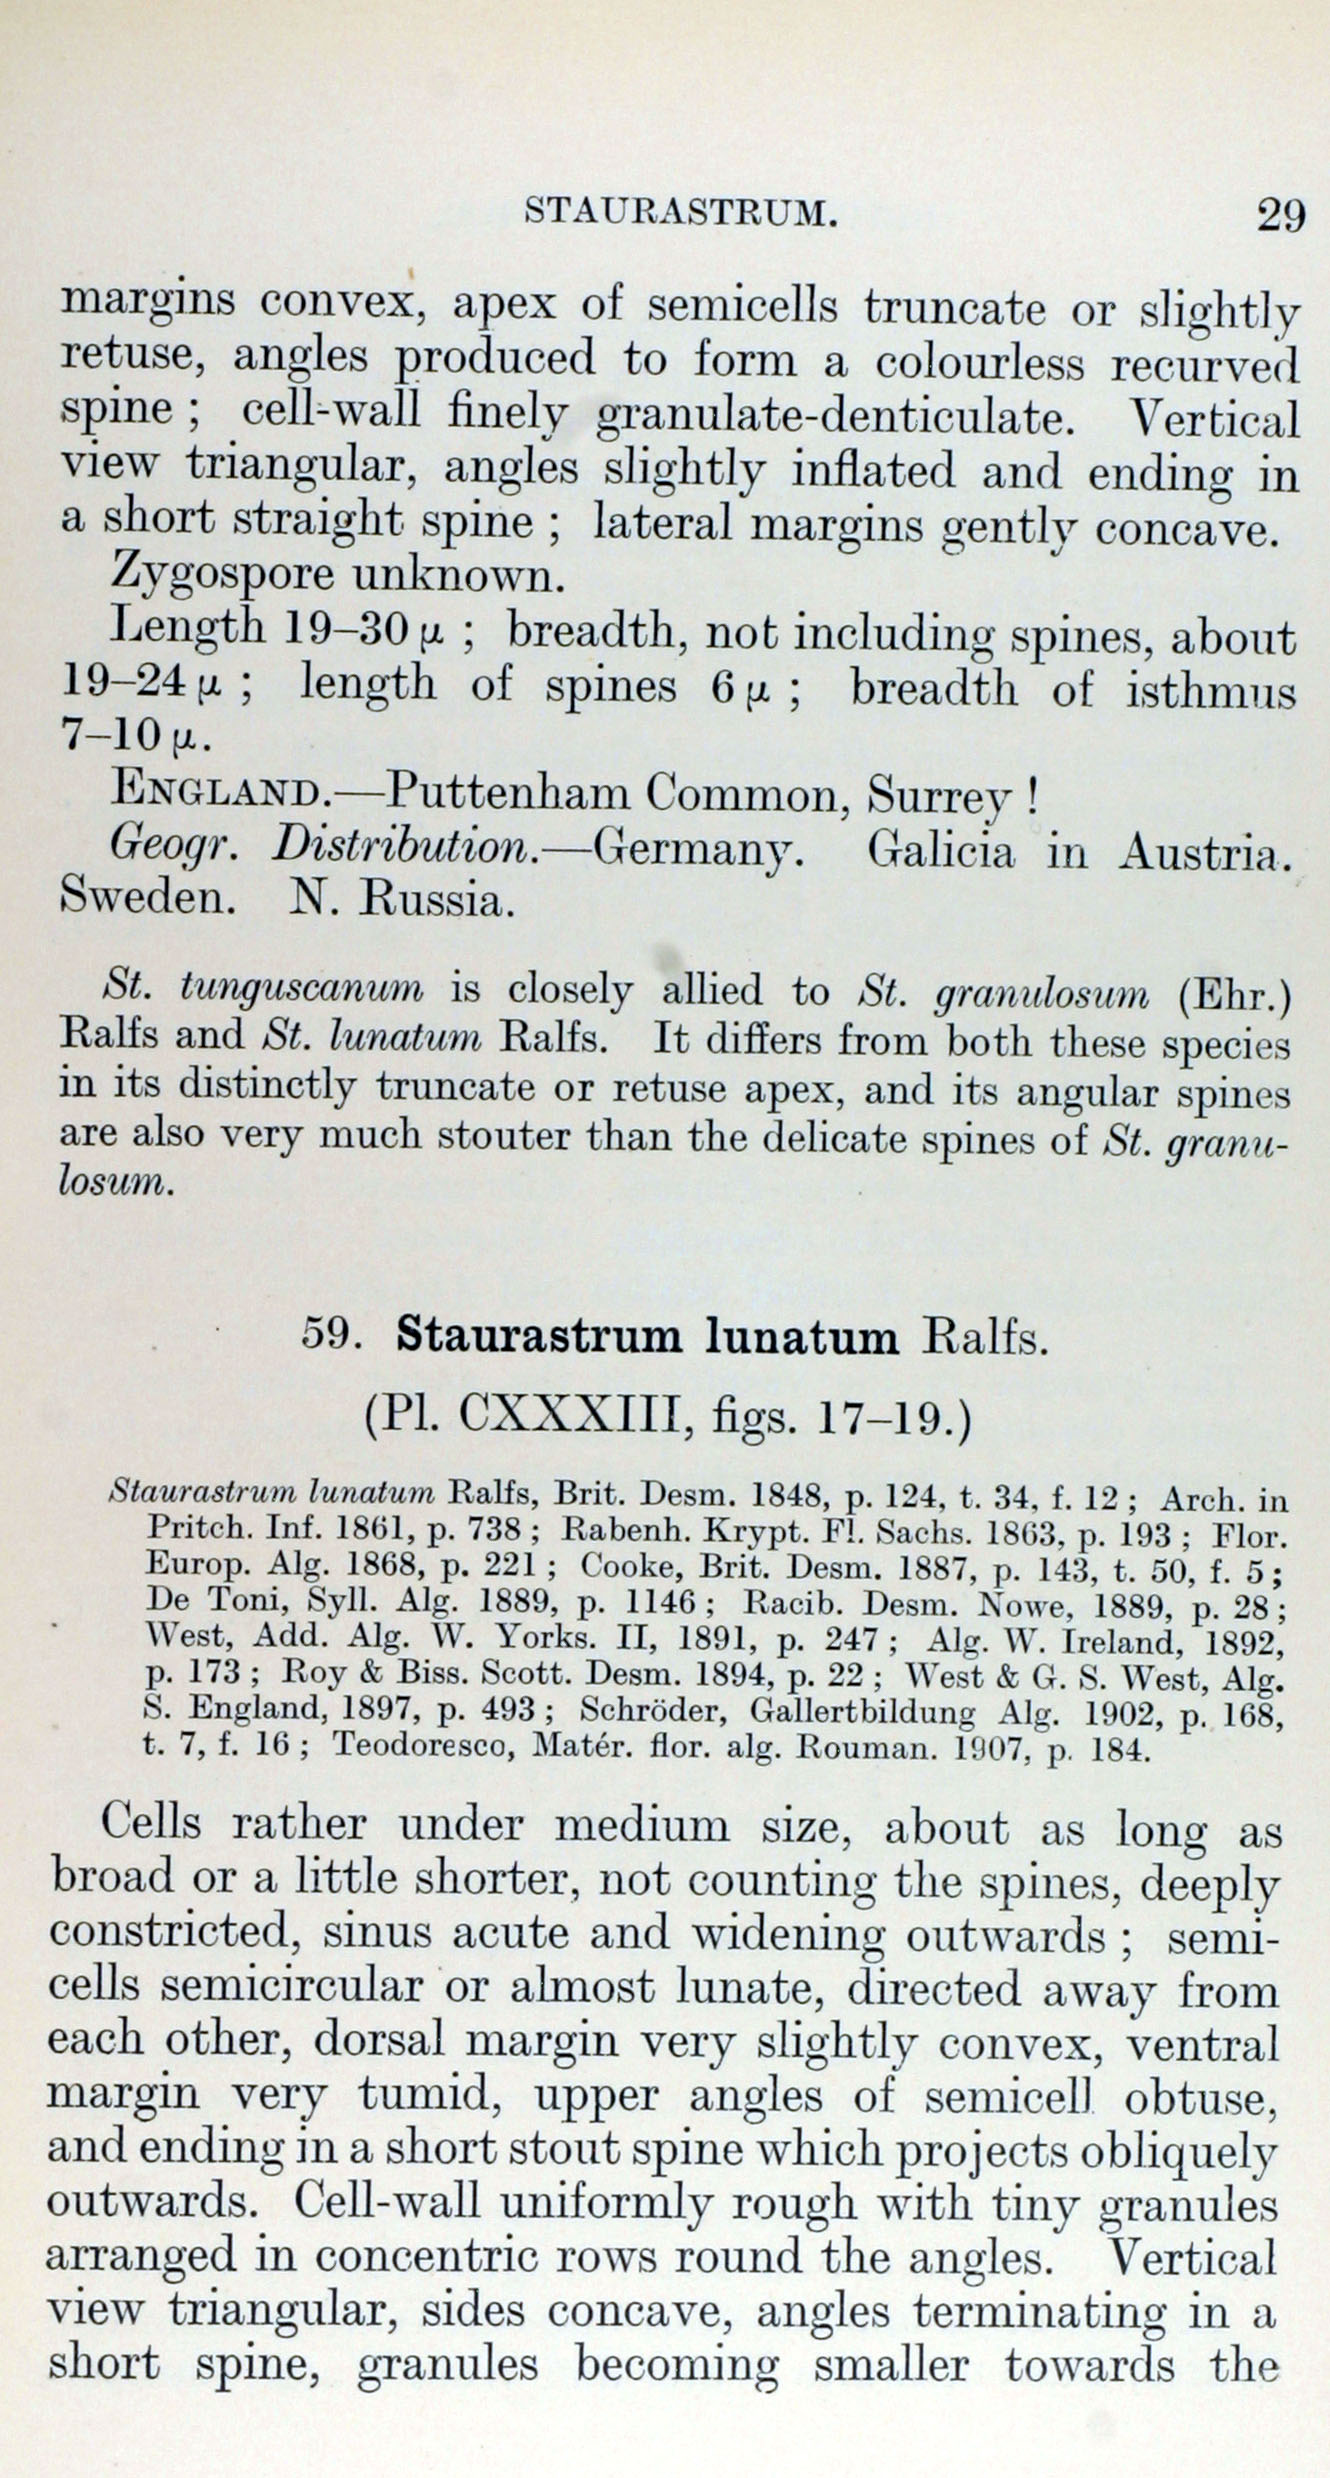 STAURASTRUM. 29
margins convex, apex of semicells truncate or slightly
retuse, angles produced to form a colourless recurved
spine ; cell-wall finely granulate-denticulate. Vertical
view triangular, angles slightly inflated and ending in
a short straight spine ; lateral margins gently concave.
Zygospore unknown.
Length 19–30 μ ; breadth, not including spines, about
19–24 μ ; length of spines 6 μ ; breadth of isthmus
7–10 μ.
ENGLAND.—Puttenham Common, Surrey !
Geogr. Distribution.—Germany. Galicia in Austria.
Sweden. N. Russia.
St. tunguscanum is closely allied to St. granulosum (Ehr.)
Ralfs and St. lunatum Ralfs. It differs from both these species
in its distinctly truncate or retuse apex, and its angular spines
are also very much stouter than the delicate spines of St. granu-
losum.
59. Staurastrum lunatum Ralfs.
(Pl. CXXXIII, figs. 17–19.)
Staurastrum lunatum Ralfs, Brit. Desm. 1848, p. 124, t. 34, f. 12 ; Arch. in
Pritch. Inf. 1861, p. 738 ; Rabenh. Krypt. Fl. Sachs. 1863, p. 193 ; Flor.
Europ. Alg. 1868, p. 221 ; Cooke, Brit. Desm. 1887, p. 143, t. 50, f. 5 ;
De Toni, Syll. Alg. 1889, p. 1146 ; Racib. Desm. Nowe, 1889, p. 28 ;
West, Add. Alg. W. Yorks. II, 1891, p. 247 ; Alg. W. Ireland, 1892,
p. 173 ; Roy & Biss. Scott. Desm. 1894, p. 22 ; West & G. S. West, Alg.
S. England, 1897, p. 493 ; Schröder, Gallertbildung Alg. 1902, p. 168,
t. 7, f. 16 ; Teodoresco, Matér. flor. alg. Rouman. 1907, p. 184.
Cells rather under medium size, about as long as
broad or a little shorter, not counting the spines, deeply
constricted, sinus acute and widening outwards ; semi-
cells semicircular or almost lunate, directed away from
each other, dorsal margin very slightly convex, ventral
margin very tumid, upper angles of semicell obtuse,
and ending in a short stout spine which projects obliquely
outwards. Cell-wall uniformly rough with tiny granules
arranged in concentric rows round the angles. Vertical
view triangular, sides concave, angles terminating in a
short spine, granules becoming smaller towards the